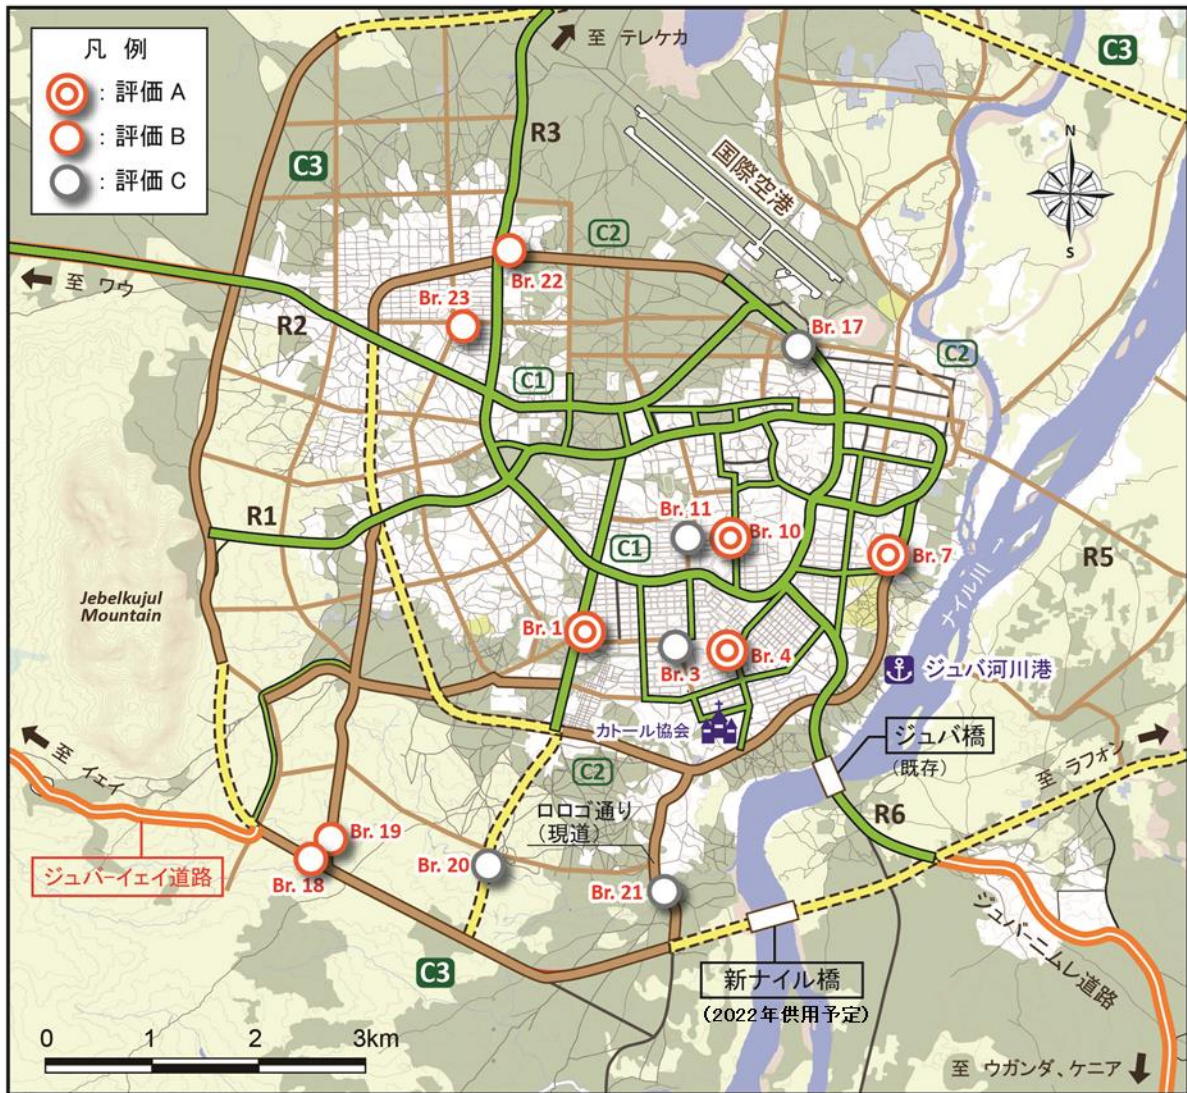 凡 例
: 評価 A
: 評価 B
: 評価 C
至 テレケカ
C3
N
S
R3
国際空港
C3
C2
至 ワウ
Br. 22
Br. 23
R2
Br. 17
C2
C1
R1
Br. 11
Br. 10
C1
Br. 7
R5
ナイル川 →
Jebelkujul
Mountain
Br. 1
Br. 3
Br. 4
ジュバ河川港
カトール協会
ジュバ橋
(既存)
至 イェイ
C2
至 ラフォン
ロロゴ通り
(現道)
R6
Br. 19
Br. 20
ジュバ-イェイ道路
Br. 18
Br. 21
ジュバ-ニムレ道路
C3
新ナイル橋
(2022年供用予定)
0 1 2 3km
至 ウガンダ、ケニア